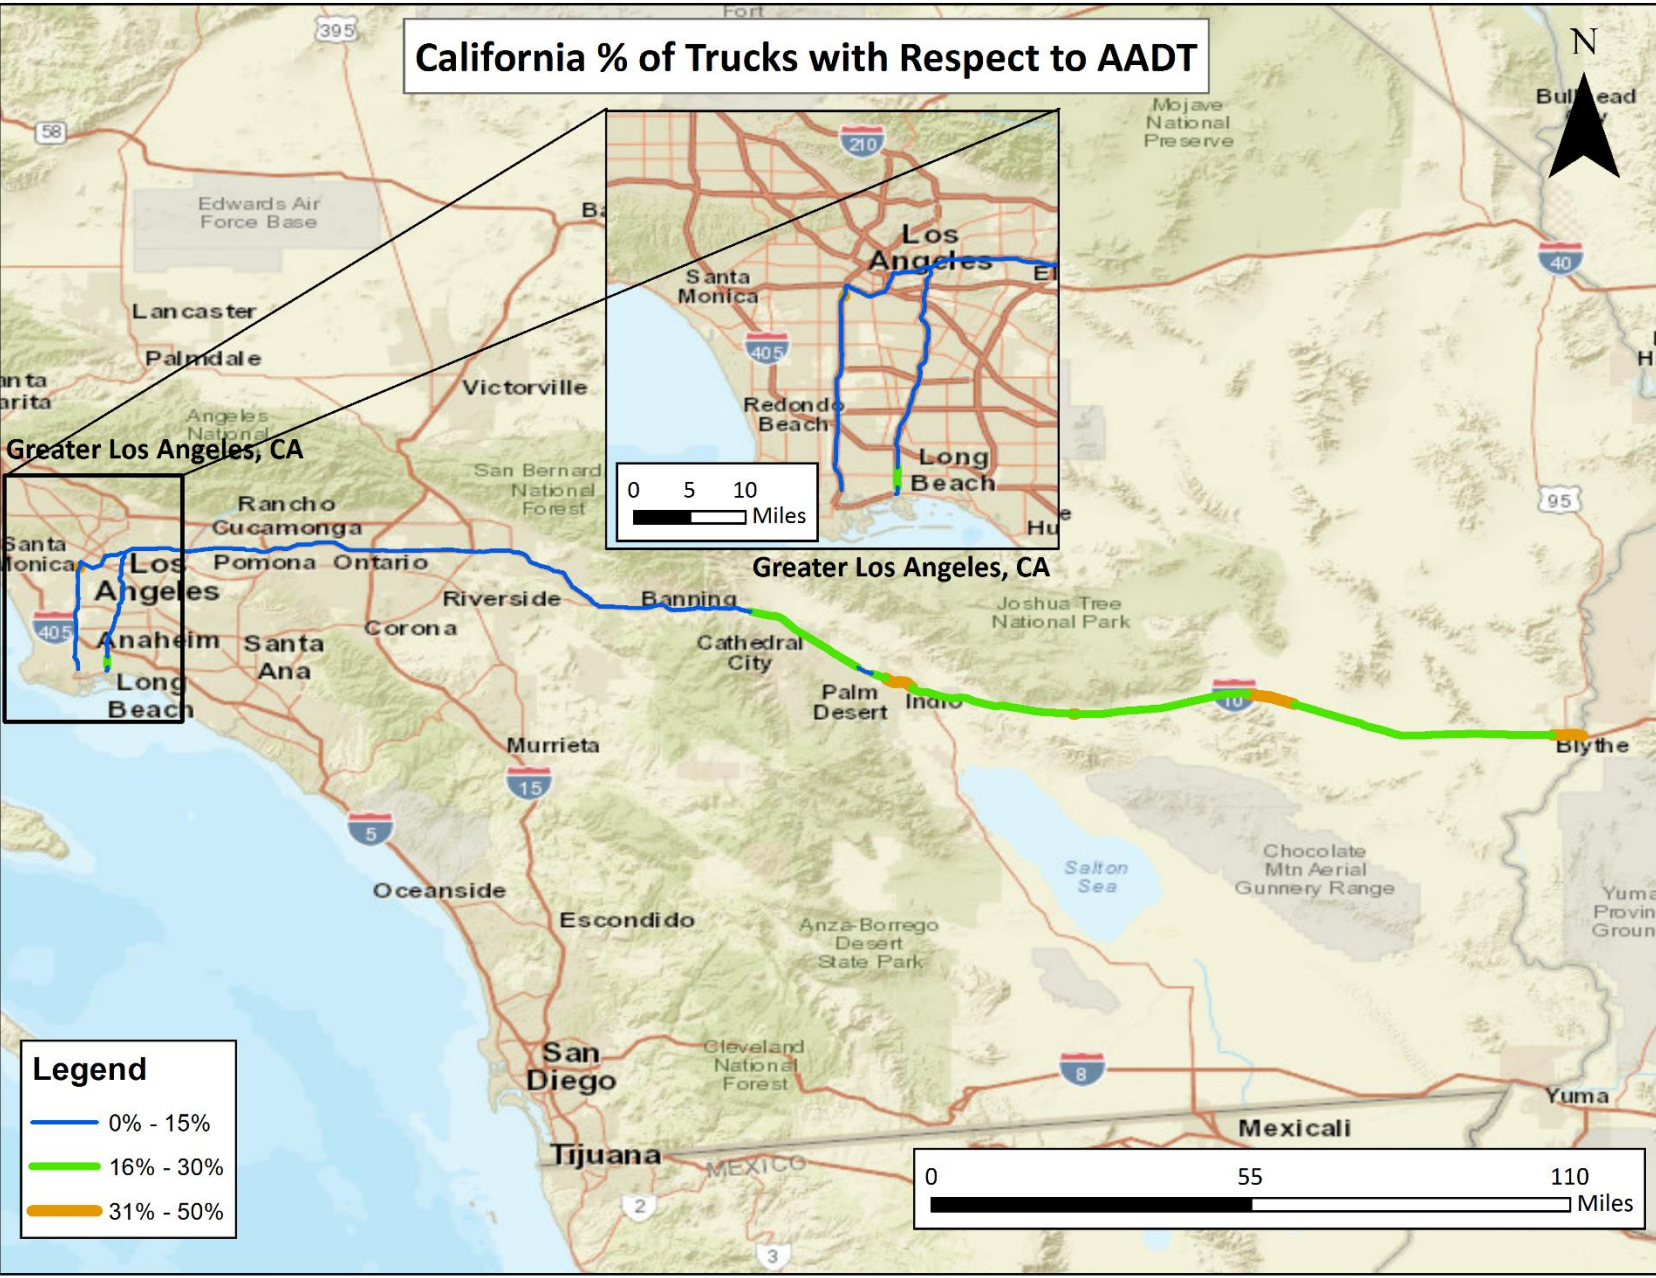 Fort
395
California % of Trucks with Respect to AADT
N
58
Mojave
National
Preserve
210
Edwards Air
Force Base
Los
Angeles
Santa
Monica
El
40
Lancaster
405
Palmdale
Victorville
Angeles
National
Redondo
Beach
Greater Los Angeles, CA
Long
Beach
San Bernard
National
Forest
0 5 10
Miles
95
Rancho
Cucamonga
Hu
e
Santa
Monica
Los
Angeles
Pomona
Ontario
Greater Los Angeles, CA
Riverside
Banning
Joshua Tree
National Park
405
Anaheim
Corona
Santa
Ana
Cathedral
City
Long
Beach
Palm
Desert
Indio
10
Murrieta
Blythe
15
5
Salton
Sea
Chocolate
Mtn Aerial
Gunnery Range
Oceanside
Escondido
Anza-Borrego
Desert
State Park
Yuma
Provin
Groun
San
Diego
Cleveland
National
Forest
8
Yuma
Mexicali
Tijuana
MEXICO
2
3
Legend
0% - 15%
16% - 30%
31% - 50%
0 55 110
Miles